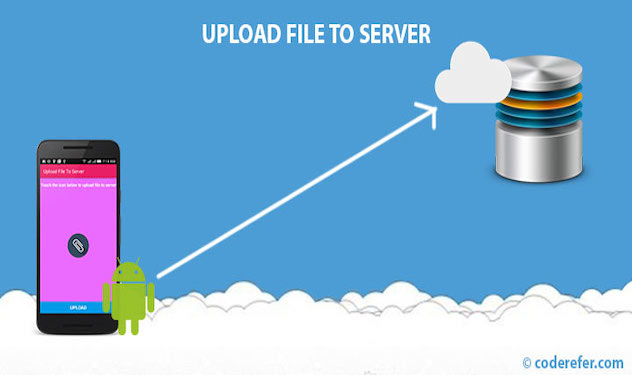 UPLOAD FILE TO SERVER
Upload File To Server
Touch the icon below to upload file to server
UPLOAD
© coderefer.com